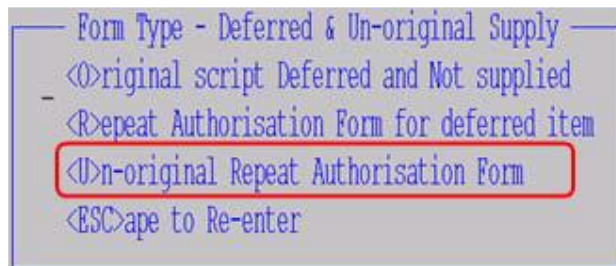 Form Type - Deferred & Un-original Supply
<O>riginal script Deferred and Not supplied
<R>epeat Authorisation Form for deferred item
<U>n-original Repeat Authorisation Form
<ESC>ape to Re-enter